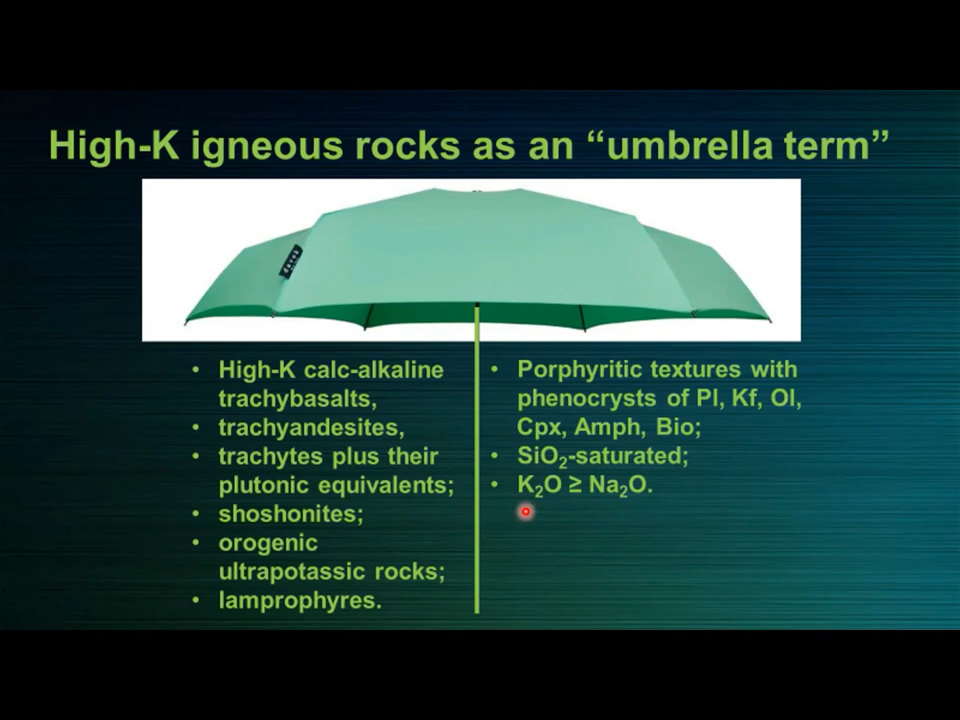 High-K igneous rocks as an “umbrella term”
• High-K calc-alkaline
trachybasalts,
• trachyandesites,
• trachytes plus their
plutonic equivalents;
• shoshonites;
• orogenic
ultrapotassic rocks;
• lamprophyres.
• Porphyritic textures with
phenocrysts of Pl, Kf, Ol,
Cpx, Amph, Bio;
• SiO₂-saturated;
• K₂O ≥ Na₂O.